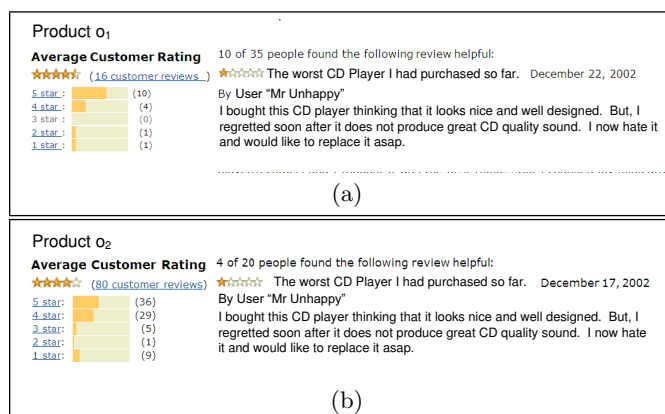 Product o1
Average Customer Rating
(16 customer reviews )
5 star : (10)
4 star : (4)
3 star : (0)
2 star : (1)
1 star : (1)
10 of 35 people found the following review helpful:
The worst CD Player I had purchased so far. December 22, 2002
By User “Mr Unhappy”
I bought this CD player thinking that it looks nice and well designed. But, I
regretted soon after it does not produce great CD quality sound. I now hate it
and would like to replace it asap.
(a)
Product o2
Average Customer Rating
(80 customer reviews)
5 star: (36)
4 star: (29)
3 star: (5)
2 star: (1)
1 star: (9)
4 of 20 people found the following review helpful:
The worst CD Player I had purchased so far. December 17, 2002
By User “Mr Unhappy”
I bought this CD player thinking that it looks nice and well designed. But, I
regretted soon after it does not produce great CD quality sound. I now hate
it and would like to replace it asap.
(b)